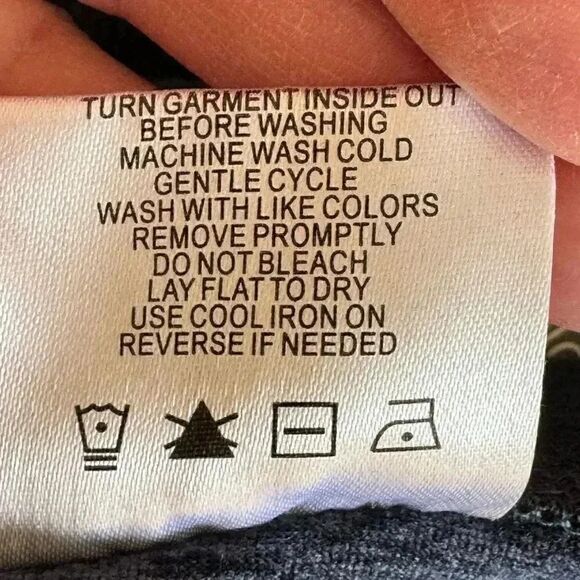 TURN GARMENT INSIDE OUT
BEFORE WASHING
MACHINE WASH COLD
GENTLE CYCLE
WASH WITH LIKE COLORS
REMOVE PROMPTLY
DO NOT BLEACH
LAY FLAT TO DRY
USE COOL IRON ON
REVERSE IF NEEDED